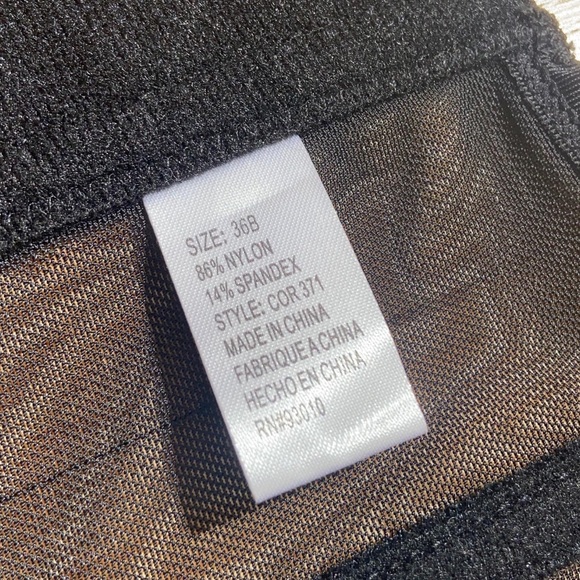 SIZE: 36B
86% NYLON
14% SPANDEX
STYLE: COR 371
MADE IN CHINA
FABRIQUE A CHINA
HECHO EN CHINA
RN#93010